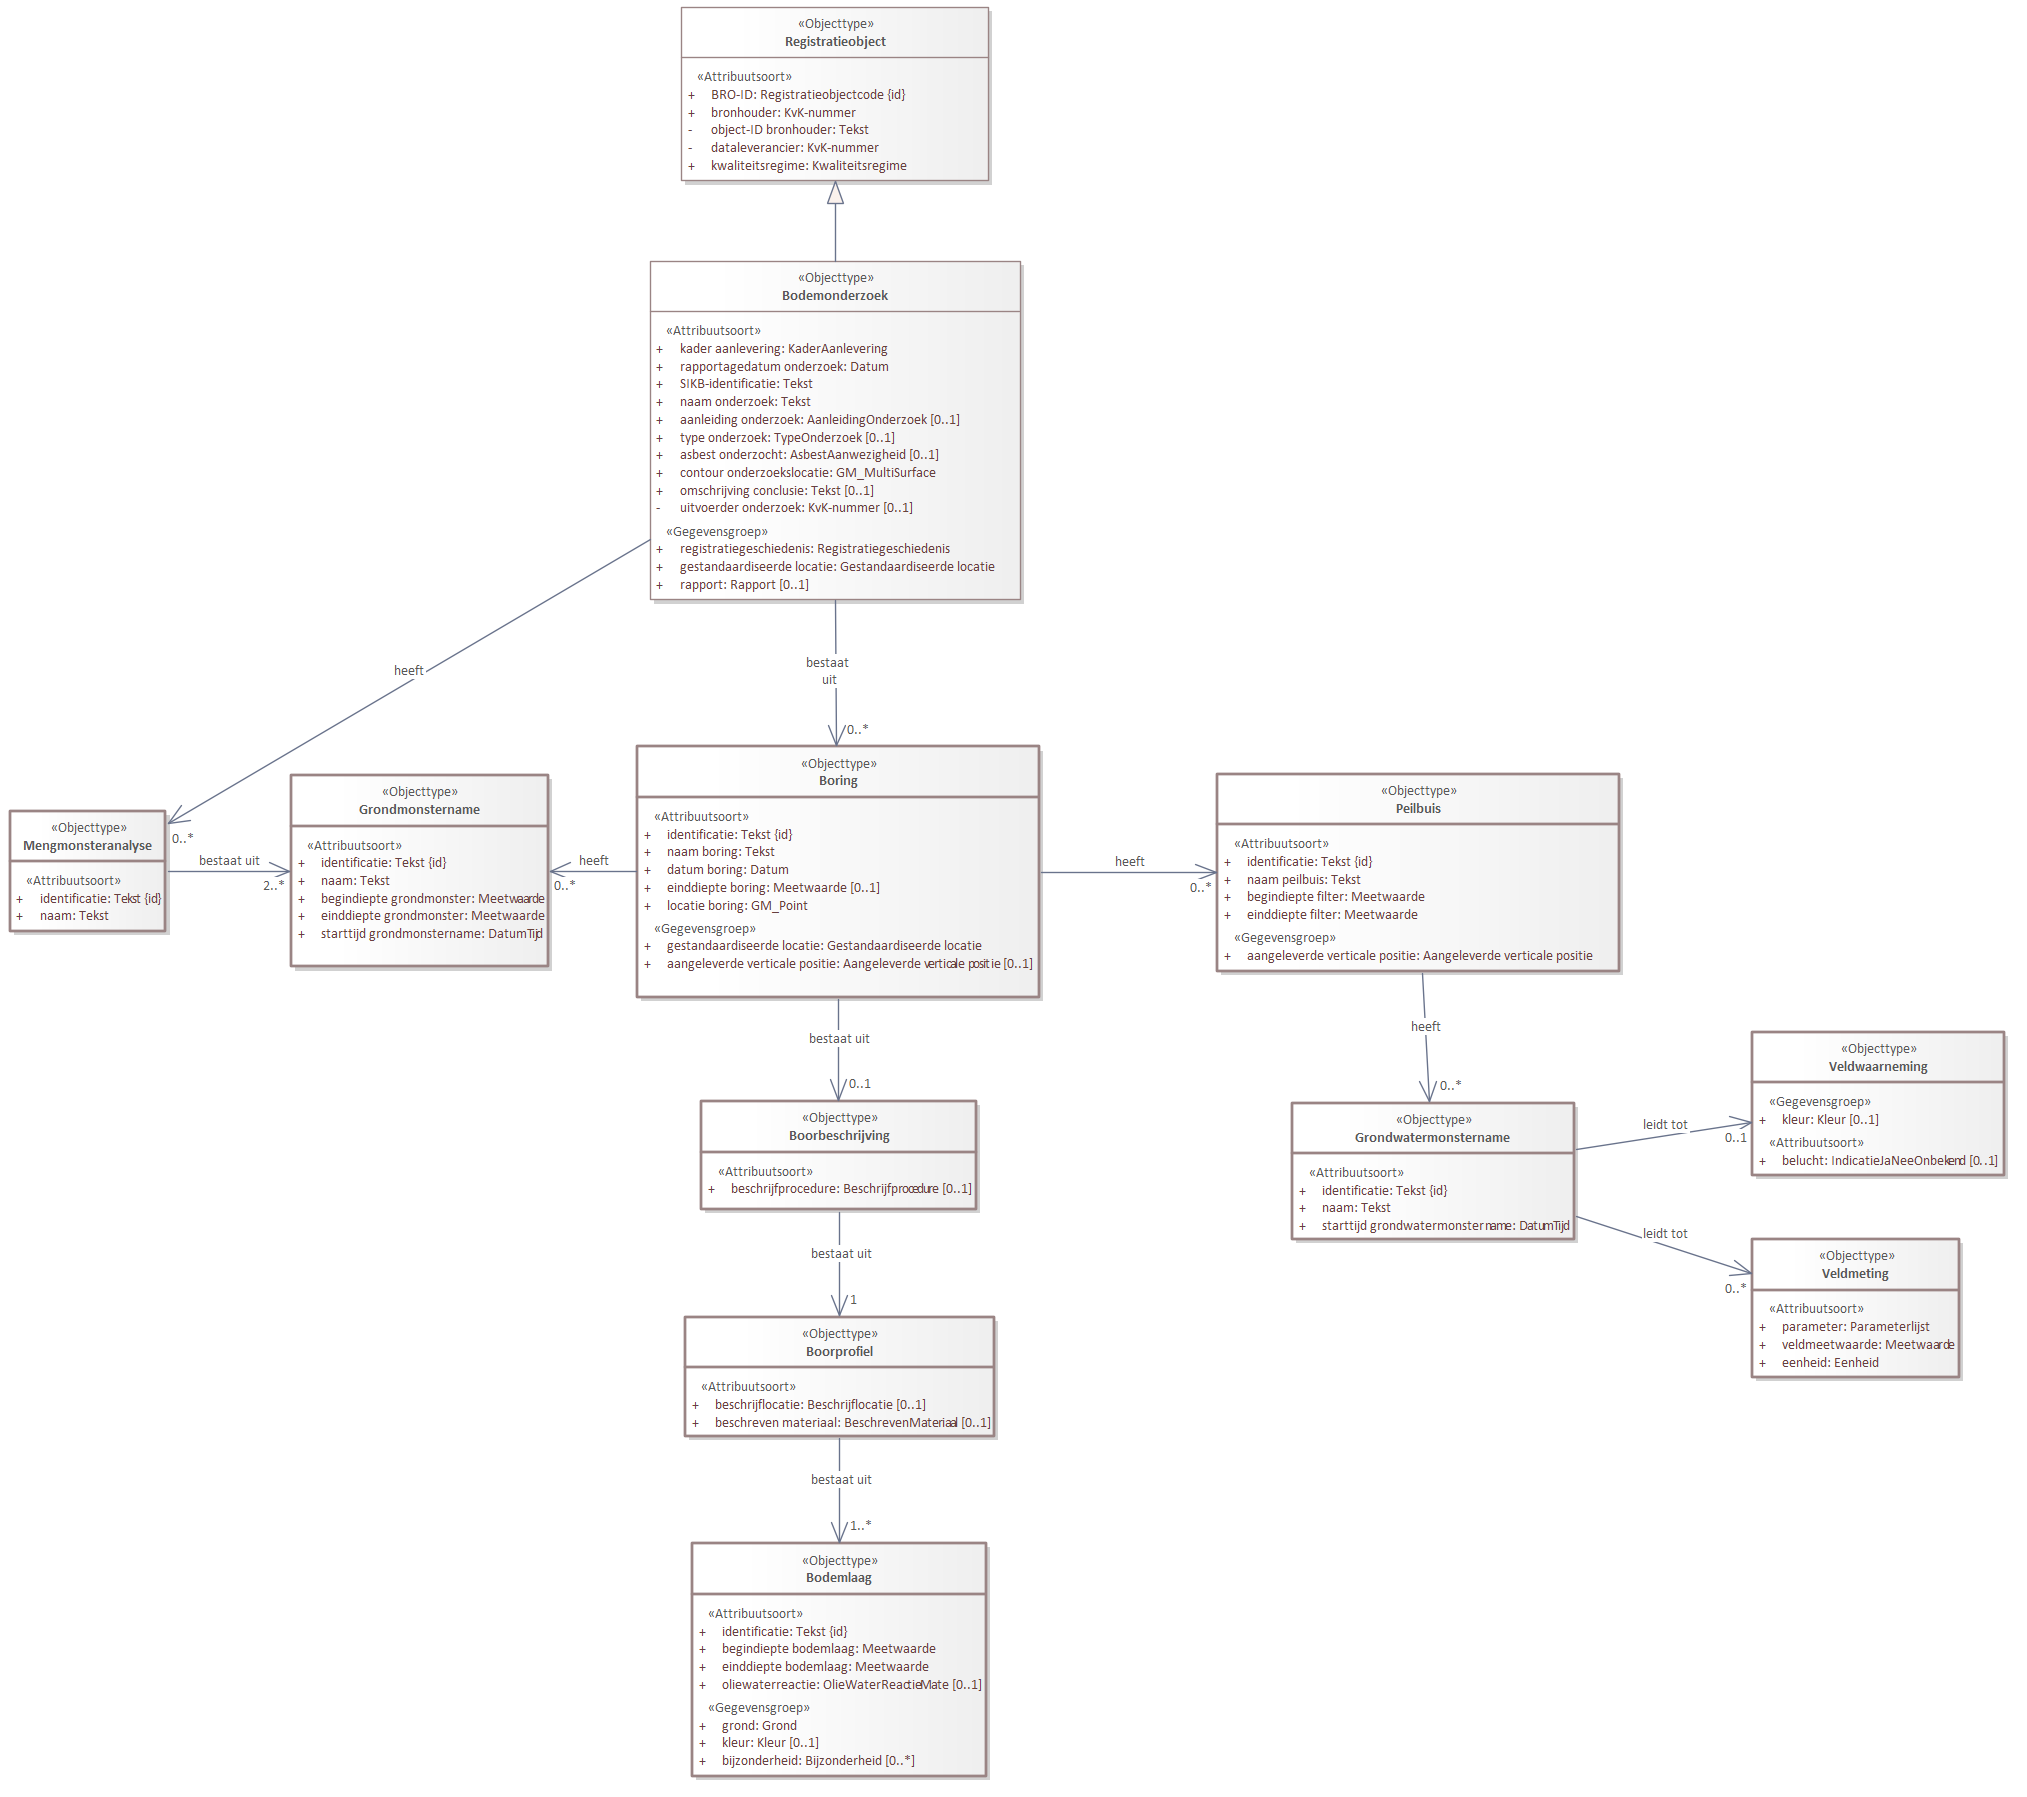 «Objecttype»
Registratieobject
«Attribuutsoort»
+ BRO-ID: Registratieobjectcode {id}
+ bronhouder: KvK-nummer
- object-ID bronhouder: Tekst
- dataleverancier: KvK-nummer
+ kwaliteitsregime: Kwaliteitsregime
«Objecttype»
Bodemonderzoek
«Attribuutsoort»
+ kader aanlevering: KaderAanlevering
+ rapportagedatum onderzoek: Datum
+ SIKB-identificatie: Tekst
+ naam onderzoek: Tekst
+ aanleiding onderzoek: AanleidingOnderzoek [0..1]
+ type onderzoek: TypeOnderzoek [0..1]
+ asbest onderzocht: AsbestAanwezigheid [0..1]
+ contour onderzoekslocatie: GM_MultiSurface
+ omschrijving conclusie: Tekst [0..1]
- uitvoerder onderzoek: KvK-nummer [0..1]
«Gegevensgroep»
+ registratiegeschiedenis: Registratiegeschiedenis
+ gestandaardiseerde locatie: Gestandaardiseerde locatie
+ rapport: Rapport [0..1]
heeft
0..*
bestaat
uit
0..*
«Objecttype»
Mengmonsteranalyse
«Attribuutsoort»
+ identificatie: Tekst {id}
+ naam: Tekst
bestaat uit
2..*
«Objecttype»
Grondmonstername
«Attribuutsoort»
+ identificatie: Tekst {id}
+ naam: Tekst
+ begindiepte grondmonster: Meetwaarde
+ einddiepte grondmonster: Meetwaarde
+ starttijd grondmonstername: DatumTijd
heeft
0..*
«Objecttype»
Boring
«Attribuutsoort»
+ identificatie: Tekst {id}
+ naam boring: Tekst
+ datum boring: Datum
+ einddiepte boring: Meetwaarde [0..1]
+ locatie boring: GM_Point
«Gegevensgroep»
+ gestandaardiseerde locatie: Gestandaardiseerde locatie
+ aangeleverde verticale positie: Aangeleverde verticale positie [0..1]
heeft
0..*
«Objecttype»
Peilbuis
«Attribuutsoort»
+ identificatie: Tekst {id}
+ naam peilbuis: Tekst
+ begindiepte filter: Meetwaarde
+ einddiepte filter: Meetwaarde
«Gegevensgroep»
+ aangeleverde verticale positie: Aangeleverde verticale positie
heeft
0..*
«Objecttype»
Grondwatermonstername
«Attribuutsoort»
+ identificatie: Tekst {id}
+ naam: Tekst
+ starttijd grondwatermonstername: DatumTijd
leidt tot
0..1
«Objecttype»
Veldwaarneming
«Gegevensgroep»
+ kleur: Kleur [0..1]
«Attribuutsoort»
+ belucht: IndicatieJaNeeOnbekend [0..1]
leidt tot
0..*
«Objecttype»
Veldmeting
«Attribuutsoort»
+ parameter: Parameterlijst
+ veldmeetwaarde: Meetwaarde
+ eenheid: Eenheid
bestaat uit
0..1
«Objecttype»
Boorbeschrijving
«Attribuutsoort»
+ beschrijfprocedure: Beschrijfprocedure [0..1]
bestaat uit
1
«Objecttype»
Boorprofiel
«Attribuutsoort»
+ beschrijflocatie: Beschrijflocatie [0..1]
+ beschreven materiaal: BeschrevenMateriaal [0..1]
bestaat uit
1..*
«Objecttype»
Bodemlaag
«Attribuutsoort»
+ identificatie: Tekst {id}
+ begindiepte bodemlaag: Meetwaarde
+ einddiepte bodemlaag: Meetwaarde
+ oliewaterreactie: OlieWaterReactieMate [0..1]
«Gegevensgroep»
+ grond: Grond
+ kleur: Kleur [0..1]
+ bijzonderheid: Bijzonderheid [0..*]